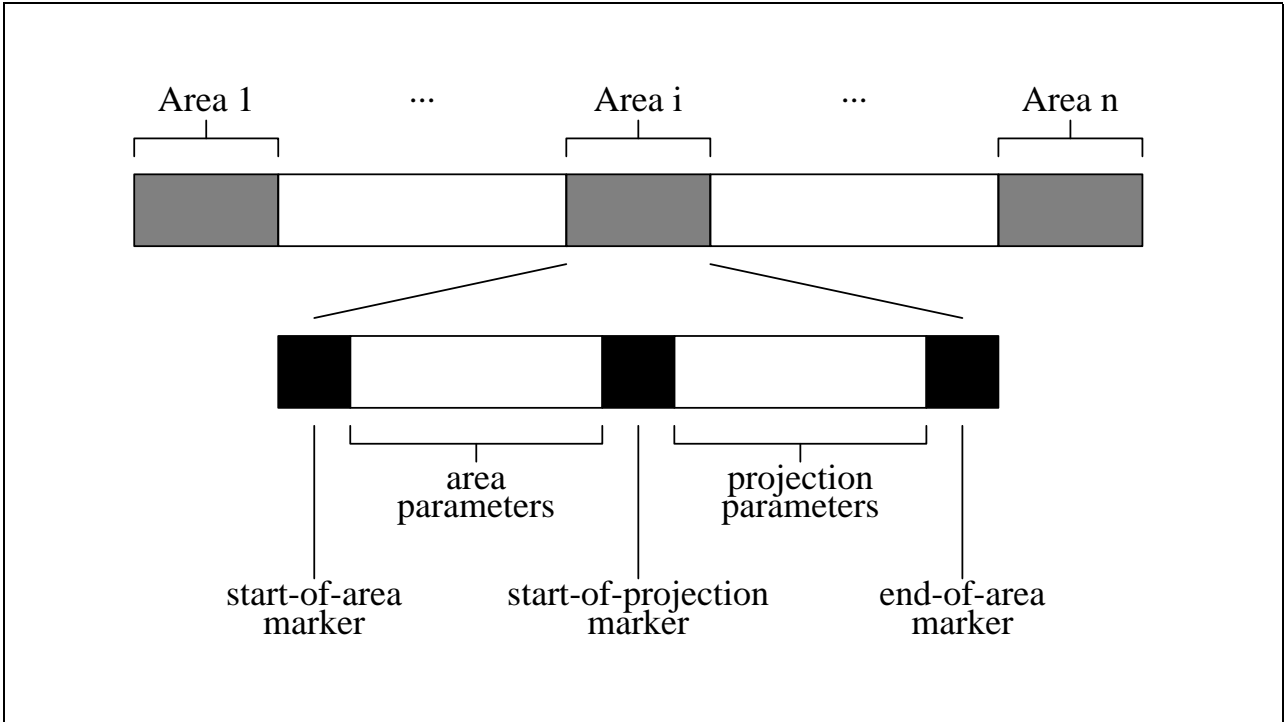 Area 1 ... Area i ... Area n
area
parameters
projection
parameters
start-of-area
marker
start-of-projection
marker
end-of-area
marker